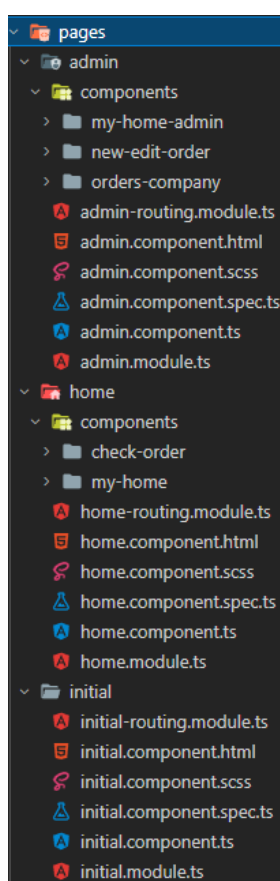 pages
admin
components
my-home-admin
new-edit-order
orders-company
admin-routing.module.ts
admin.component.html
admin.component.scss
admin.component.spec.ts
admin.component.ts
admin.module.ts
home
components
check-order
my-home
home-routing.module.ts
home.component.html
home.component.scss
home.component.spec.ts
home.component.ts
home.module.ts
initial
initial-routing.module.ts
initial.component.html
initial.component.scss
initial.component.spec.ts
initial.component.ts
initial.module.ts